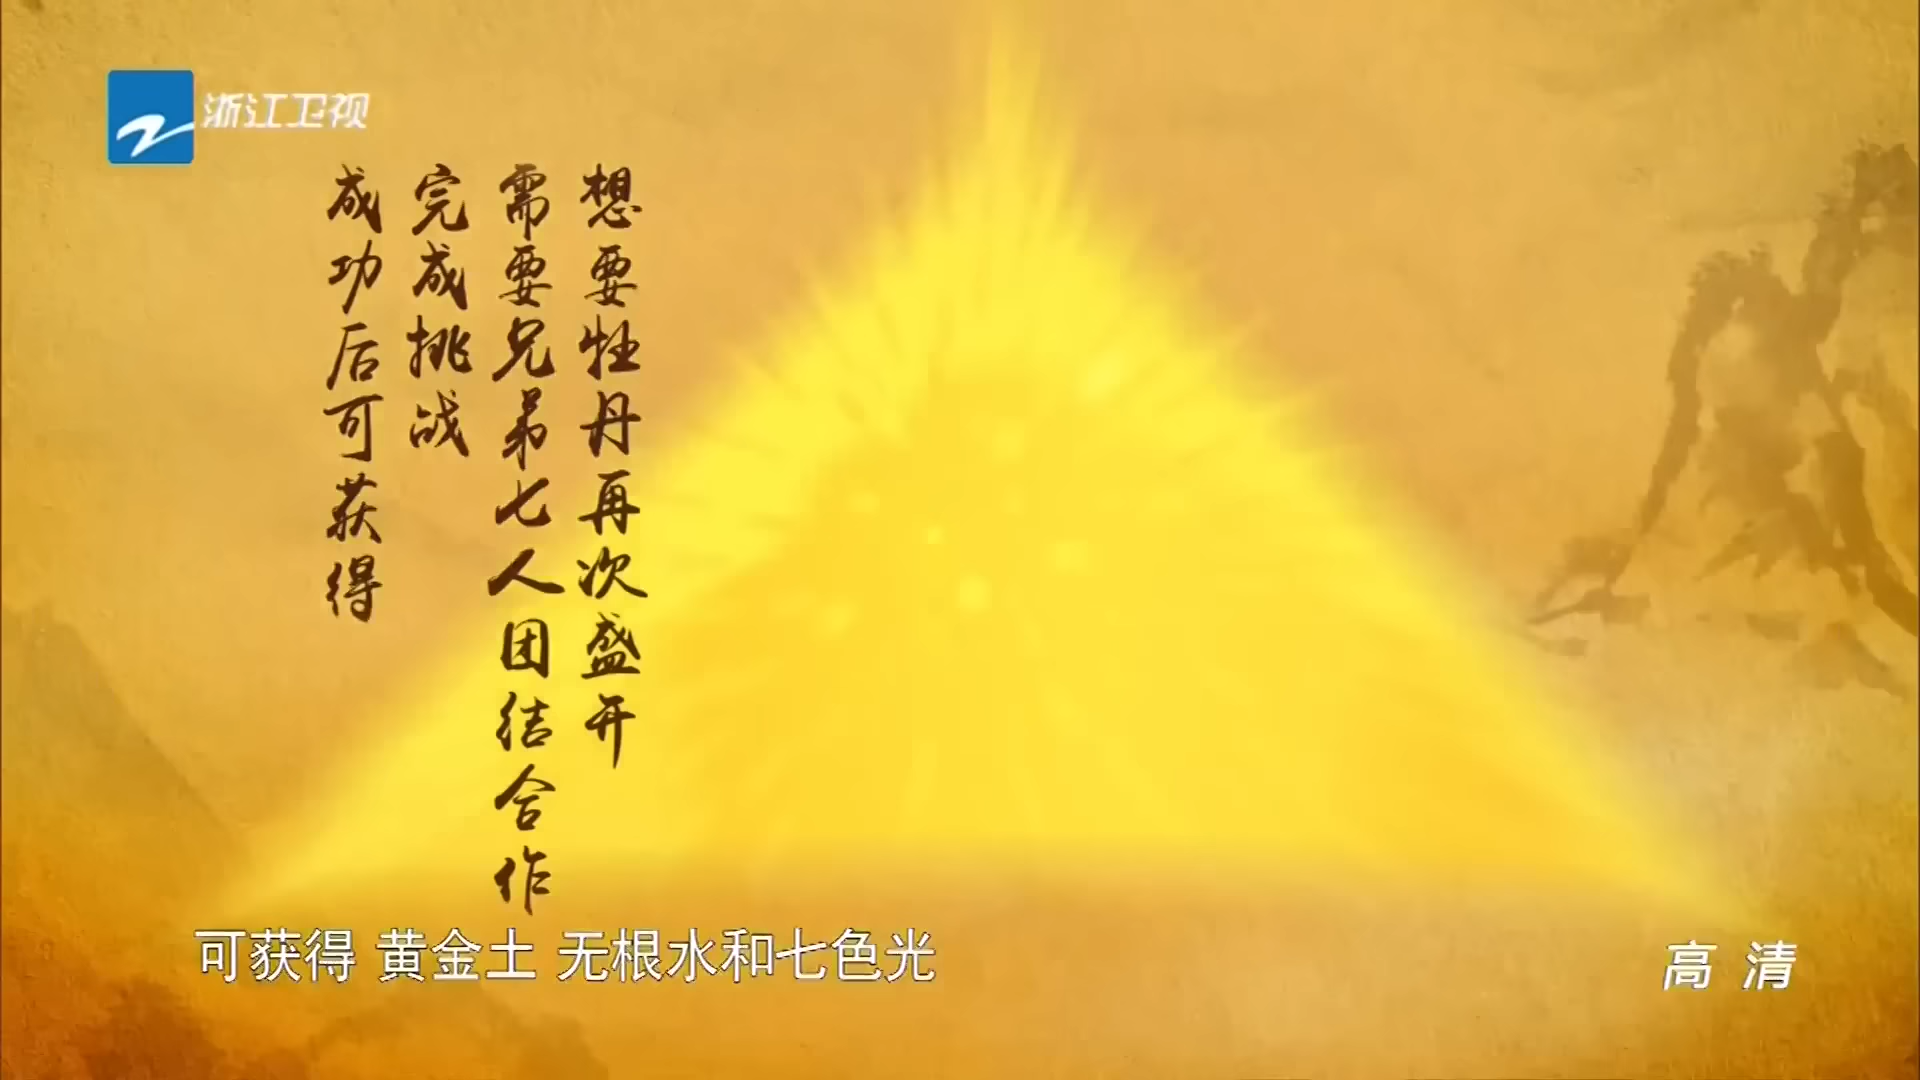 浙江卫视
想要牡丹再次盛开
需要兄弟七人团结合作
完成挑战
成功后可获得
可获得 黄金土 无根水和七色光
高清